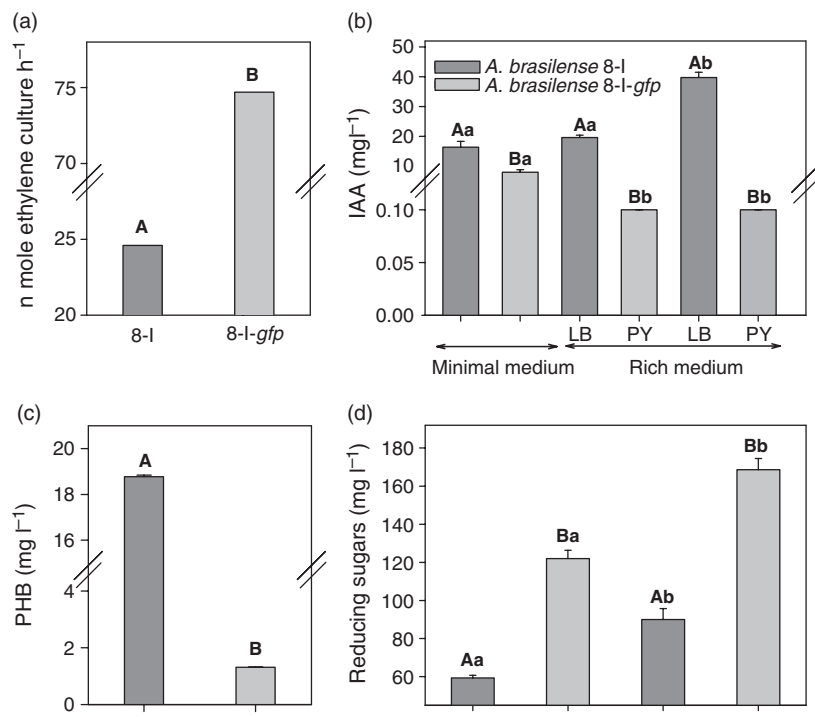 (a)
n mole ethylene culture h⁻¹
75
70
25
20
A
B
8-I
8-I-gfp
(b)
IAA (mgl⁻¹)
50
40
30
20
10
0.10
0.05
0.00
A. brasilense 8-I
A. brasilense 8-I-gfp
Aa
Ba
Aa
Bb
Ab
Bb
LB
PY
LB
PY
Minimal medium
Rich medium
(c)
PHB (mg l⁻¹)
20
18
16
4
2
0
A
B
(d)
Reducing sugars (mg l⁻¹)
180
160
140
120
100
80
60
Aa
Ba
Ab
Bb